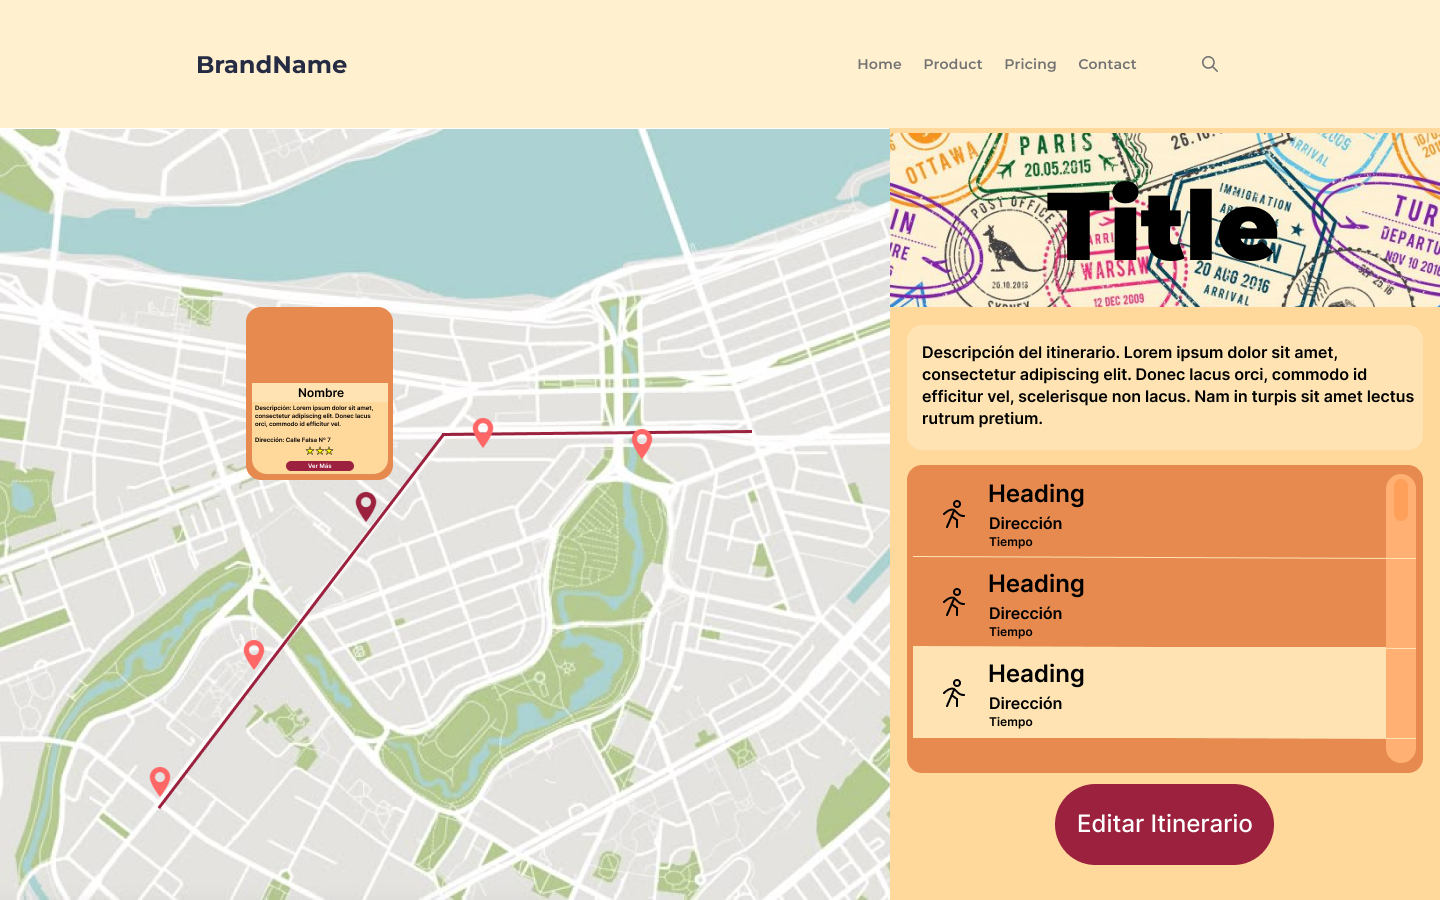 BrandName
Home Product Pricing Contact
OTTAWA
PARIS
20.05.2015
ARRIVAL
POST OFFICE
26.10.2015
SYDNEY
WARSAW
12 DEC 2009
IMMIGRATION
20 AUG 2016
ARRIVAL
NOV 10 2016
Title
Nombre
Descripción: Lorem ipsum dolor sit amet,
consectetur adipiscing elit. Donec lacus
orci, commodo id efficitur vel.
Dirección: Calle Falsa Nº 7
Ver Más
Descripción del itinerario. Lorem ipsum dolor sit amet,
consectetur adipiscing elit. Donec lacus orci, commodo id
efficitur vel, scelerisque non lacus. Nam in turpis sit amet lectus
rutrum pretium.
Heading
Dirección
Tiempo
Heading
Dirección
Tiempo
Heading
Dirección
Tiempo
Editar Itinerario